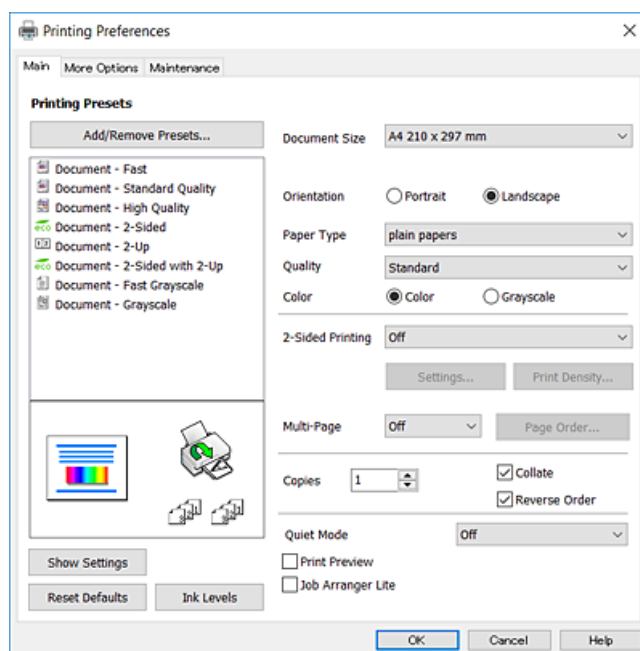 Printing Preferences
Main More Options Maintenance
Printing Presets
Add/Remove Presets...
Document - Fast
Document - Standard Quality
Document - High Quality
eco Document - 2-Sided
Document - 2-Up
eco Document - 2-Sided with 2-Up
Document - Fast Grayscale
Document - Grayscale
Show Settings
Reset Defaults Ink Levels
Document Size A4 210 x 297 mm
Orientation Portrait Landscape
Paper Type plain papers
Quality Standard
Color Color Grayscale
2-Sided Printing Off
Settings... Print Density...
Multi-Page Off Page Order...
Copies 1 Collate
Reverse Order
Quiet Mode Off
Print Preview
Job Arranger Lite
OK Cancel Help